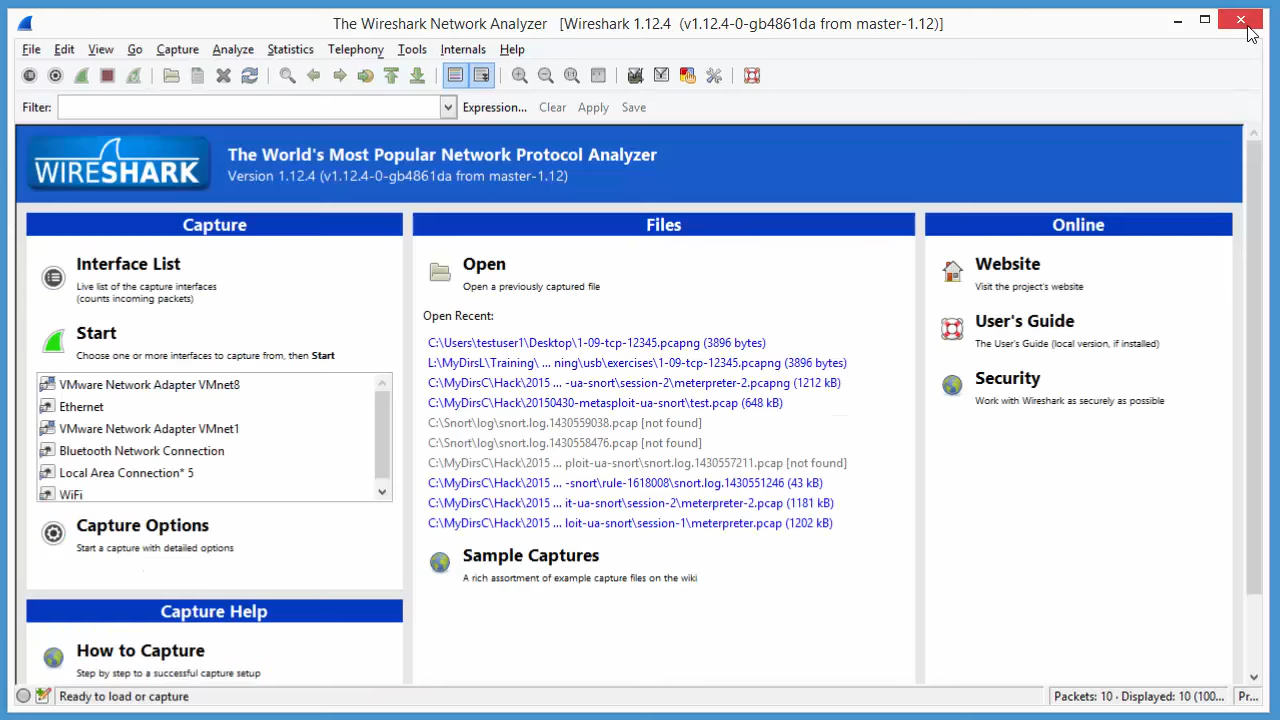 The Wireshark Network Analyzer [Wireshark 1.12.4 (v1.12.4-0-gb4861da from master-1.12)]
File Edit View Go Capture Analyze Statistics Telephony Tools Internals Help
Filter: Expression... Clear Apply Save
WIRESHARK
The World's Most Popular Network Protocol Analyzer
Version 1.12.4 (v1.12.4-0-gb4861da from master-1.12)
Capture
Interface List
Live list of the capture interfaces
(counts incoming packets)
Start
Choose one or more interfaces to capture from, then Start
VMware Network Adapter VMnet8
Ethernet
VMware Network Adapter VMnet1
Bluetooth Network Connection
Local Area Connection* 5
WiFi
Capture Options
Start a capture with detailed options
Capture Help
How to Capture
Step by step to a successful capture setup
Files
Open
Open a previously captured file
Open Recent:
C:\Users\testuser1\Desktop\1-09-tcp-12345.pcapng (3896 bytes)
L:\MyDirsL\Training\ ... ning\usb\exercises\1-09-tcp-12345.pcapng (3896 bytes)
C:\MyDirsC\Hack\2015 ... -ua-snort\session-2\meterpreter-2.pcapng (1212 kB)
C:\MyDirsC\Hack\20150430-metasploit-ua-snort\test.pcap (648 kB)
C:\Snort\log\snort.log.1430559038.pcap [not found]
C:\Snort\log\snort.log.1430558476.pcap [not found]
C:\MyDirsC\Hack\2015 ... ploit-ua-snort\snort.log.1430557211.pcap [not found]
C:\MyDirsC\Hack\2015 ... -snort\rule-1618008\snort.log.1430551246 (43 kB)
C:\MyDirsC\Hack\2015 ... it-ua-snort\session-2\meterpreter-2.pcap (1181 kB)
C:\MyDirsC\Hack\2015 ... loit-ua-snort\session-1\meterpreter.pcap (1202 kB)
Sample Captures
A rich assortment of example capture files on the wiki
Online
Website
Visit the project's website
User's Guide
The User's Guide (local version, if installed)
Security
Work with Wireshark as securely as possible
Ready to load or capture
Packets: 10 · Displayed: 10 (100...
Pr...